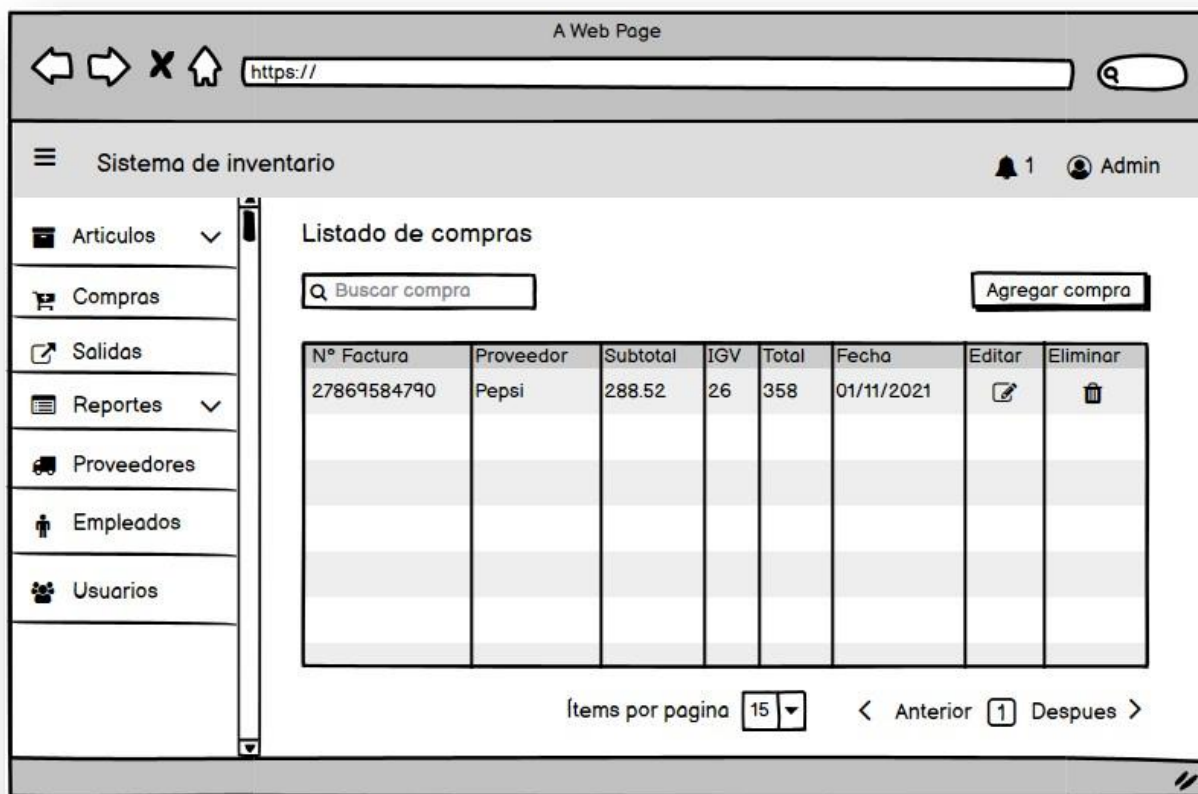 A Web Page
https://
Sistema de inventario
1
Admin
Articulos
Compras
Salidas
Reportes
Proveedores
Empleados
Usuarios
Listado de compras
Buscar compra
Agregar compra
N° Factura Proveedor Subtotal IGV Total Fecha Editar Eliminar
27869584790 Pepsi 288.52 26 358 01/11/2021
Ítems por pagina 15 Anterior 1 Despues